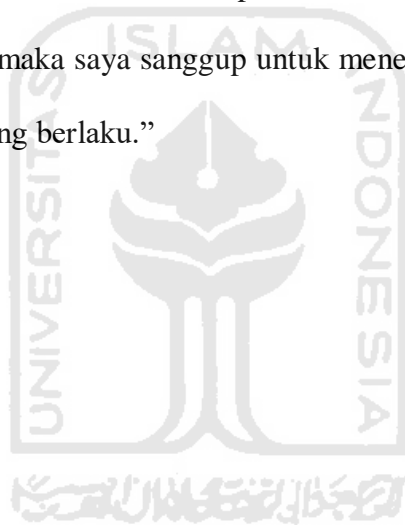 maka saya sanggup untuk mene
ng berlaku.”
ISLAM
UNIVERSITAS
INDONESIA